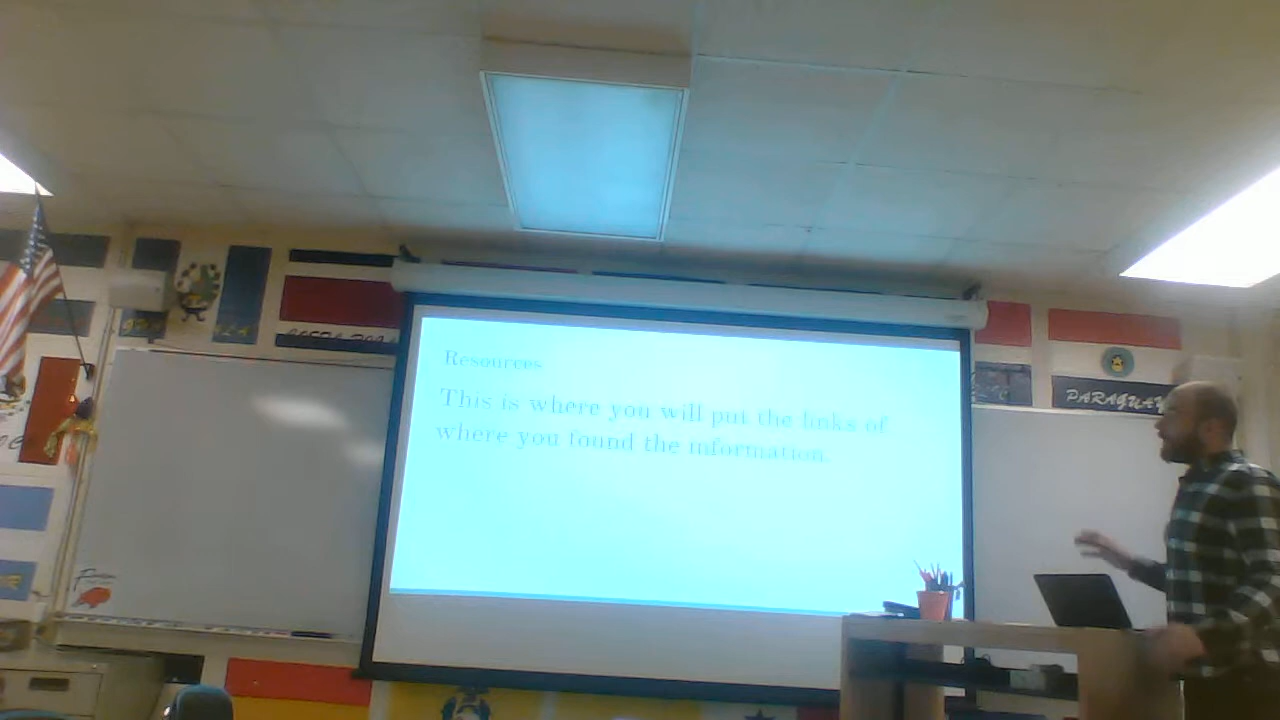 Resources
This is where you will put the links of
where you found the information.
PARAGUAY